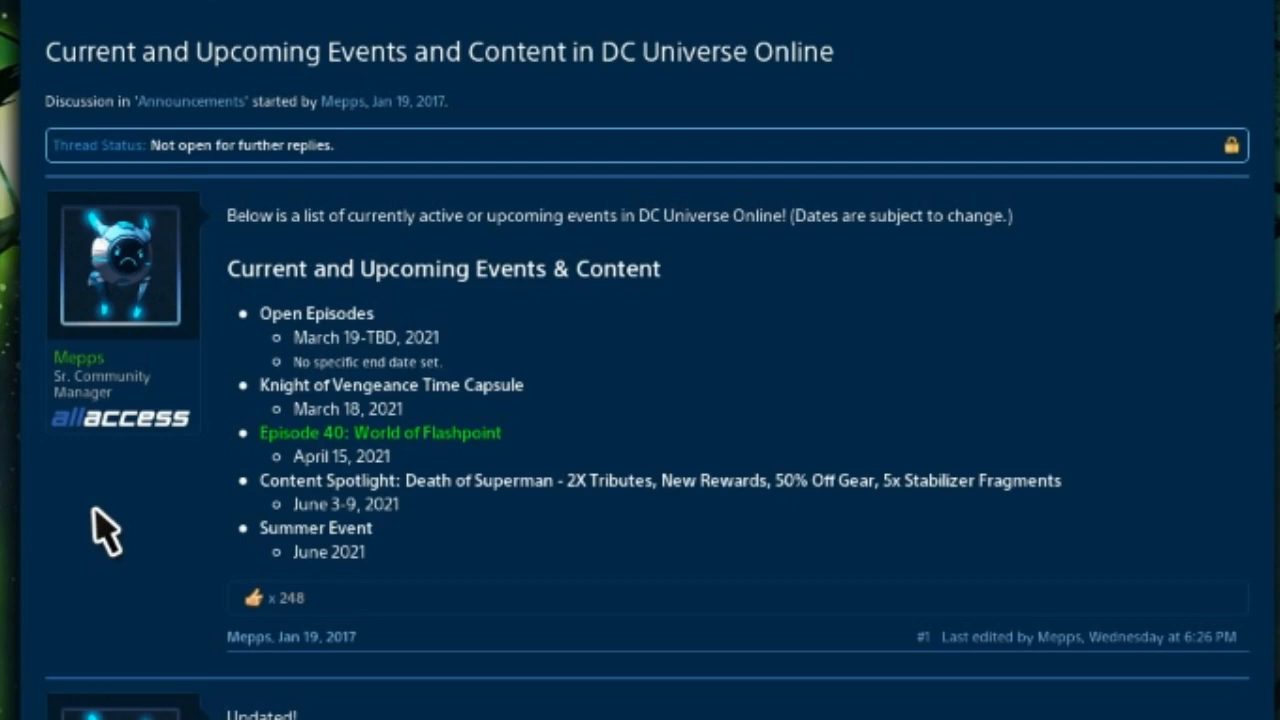 Current and Upcoming Events and Content in DC Universe Online
Discussion in 'Announcements' started by Mepps, Jan 19, 2017.
Thread Status: Not open for further replies.
Below is a list of currently active or upcoming events in DC Universe Online! (Dates are subject to change.)
Current and Upcoming Events & Content
Open Episodes
March 19-TBD, 2021
No specific end date set.
Knight of Vengeance Time Capsule
March 18, 2021
Episode 40: World of Flashpoint
April 15, 2021
Content Spotlight: Death of Superman - 2X Tributes, New Rewards, 50% Off Gear, 5x Stabilizer Fragments
June 3-9, 2021
Summer Event
June 2021
Mepps
Sr. Community
Manager
allaccess
x 248
Mepps, Jan 19, 2017
#1 Last edited by Mepps, Wednesday at 6:26 PM
Updated!